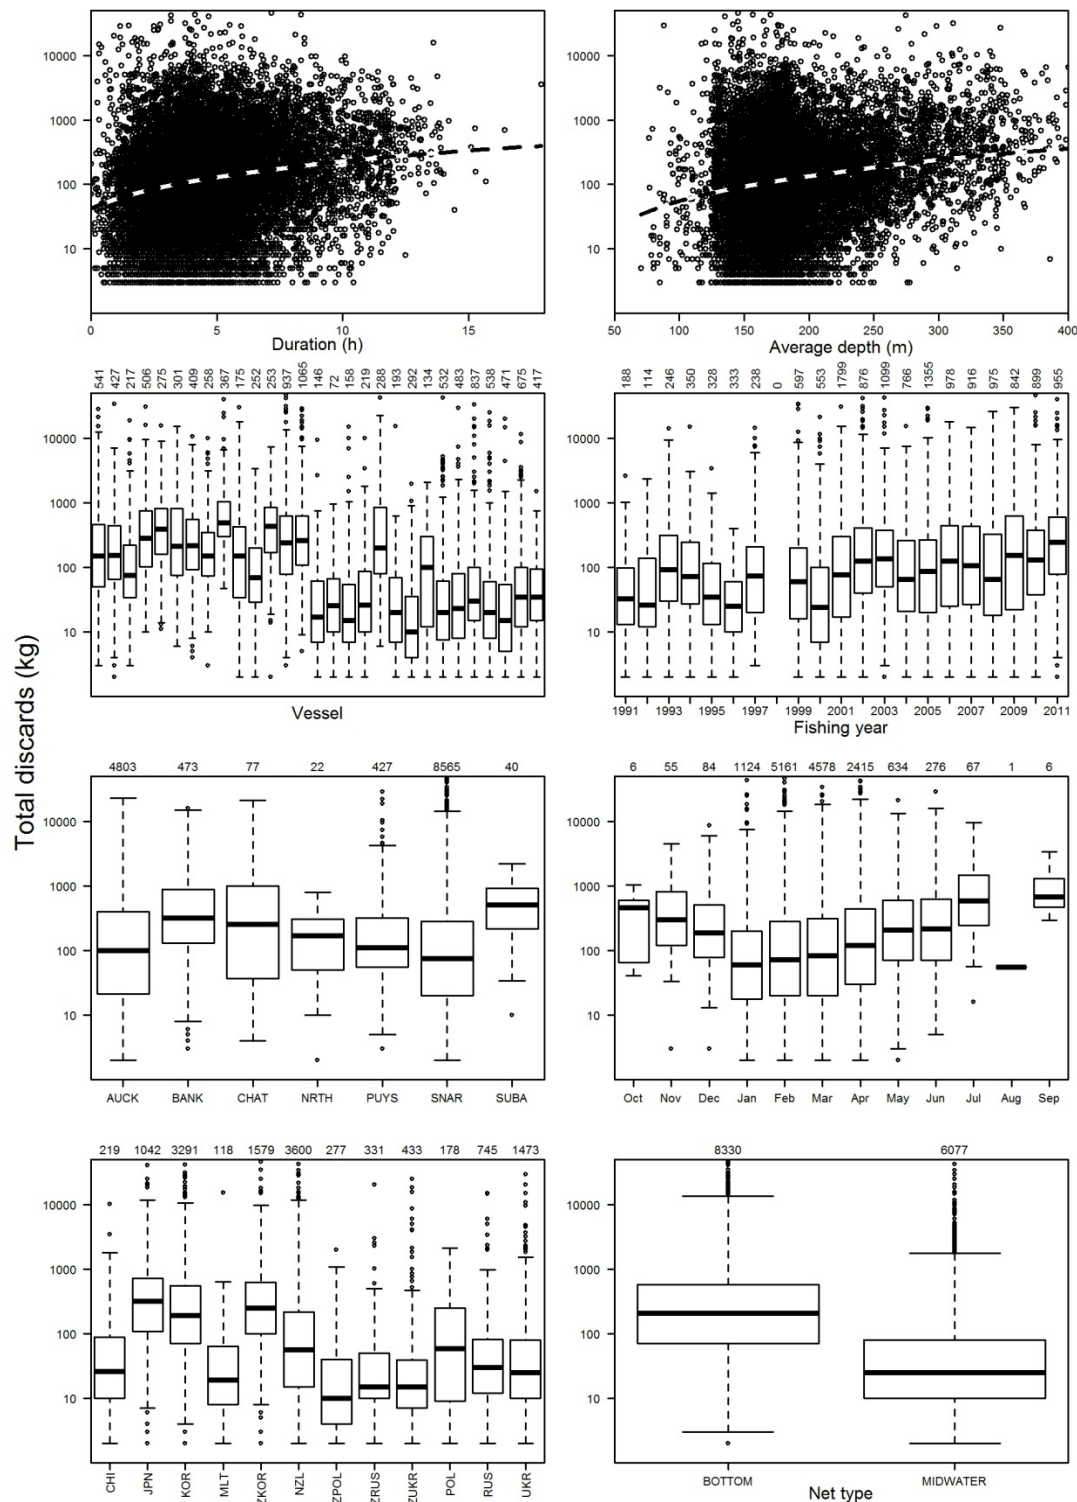 Total discards (kg)
10000
1000
100
10
0 5 10 15
Duration (h)
10000
1000
100
10
50 100 150 200 250 300 350 400
Average depth (m)
541 427 217 506 275 301 409 258 367 175 252 253 937 1065 146 72 158 219 288 193 292 134 532 483 837 538 471 675 417
10000
1000
100
10
Vessel
188 114 246 350 328 333 238 0 597 553 1799 876 1099 766 1355 978 916 975 842 899 955
10000
1000
100
10
1991 1993 1995 1997 1999 2001 2003 2005 2007 2009 2011
Fishing year
4803 473 77 22 427 8565 40
10000
1000
100
10
AUCK BANK CHAT NRTH PUYS SNAR SUBA
6 55 84 1124 5161 4578 2415 634 276 67 1 6
10000
1000
100
10
Oct Nov Dec Jan Feb Mar Apr May Jun Jul Aug Sep
219 1042 3291 118 1579 3600 277 331 433 178 745 1473
10000
1000
100
10
CHI JPN KOR MLT ZKOR NZL ZPOL ZRUS ZUKR POL RUS UKR
8330 6077
10000
1000
100
10
BOTTOM MIDWATER
Net type